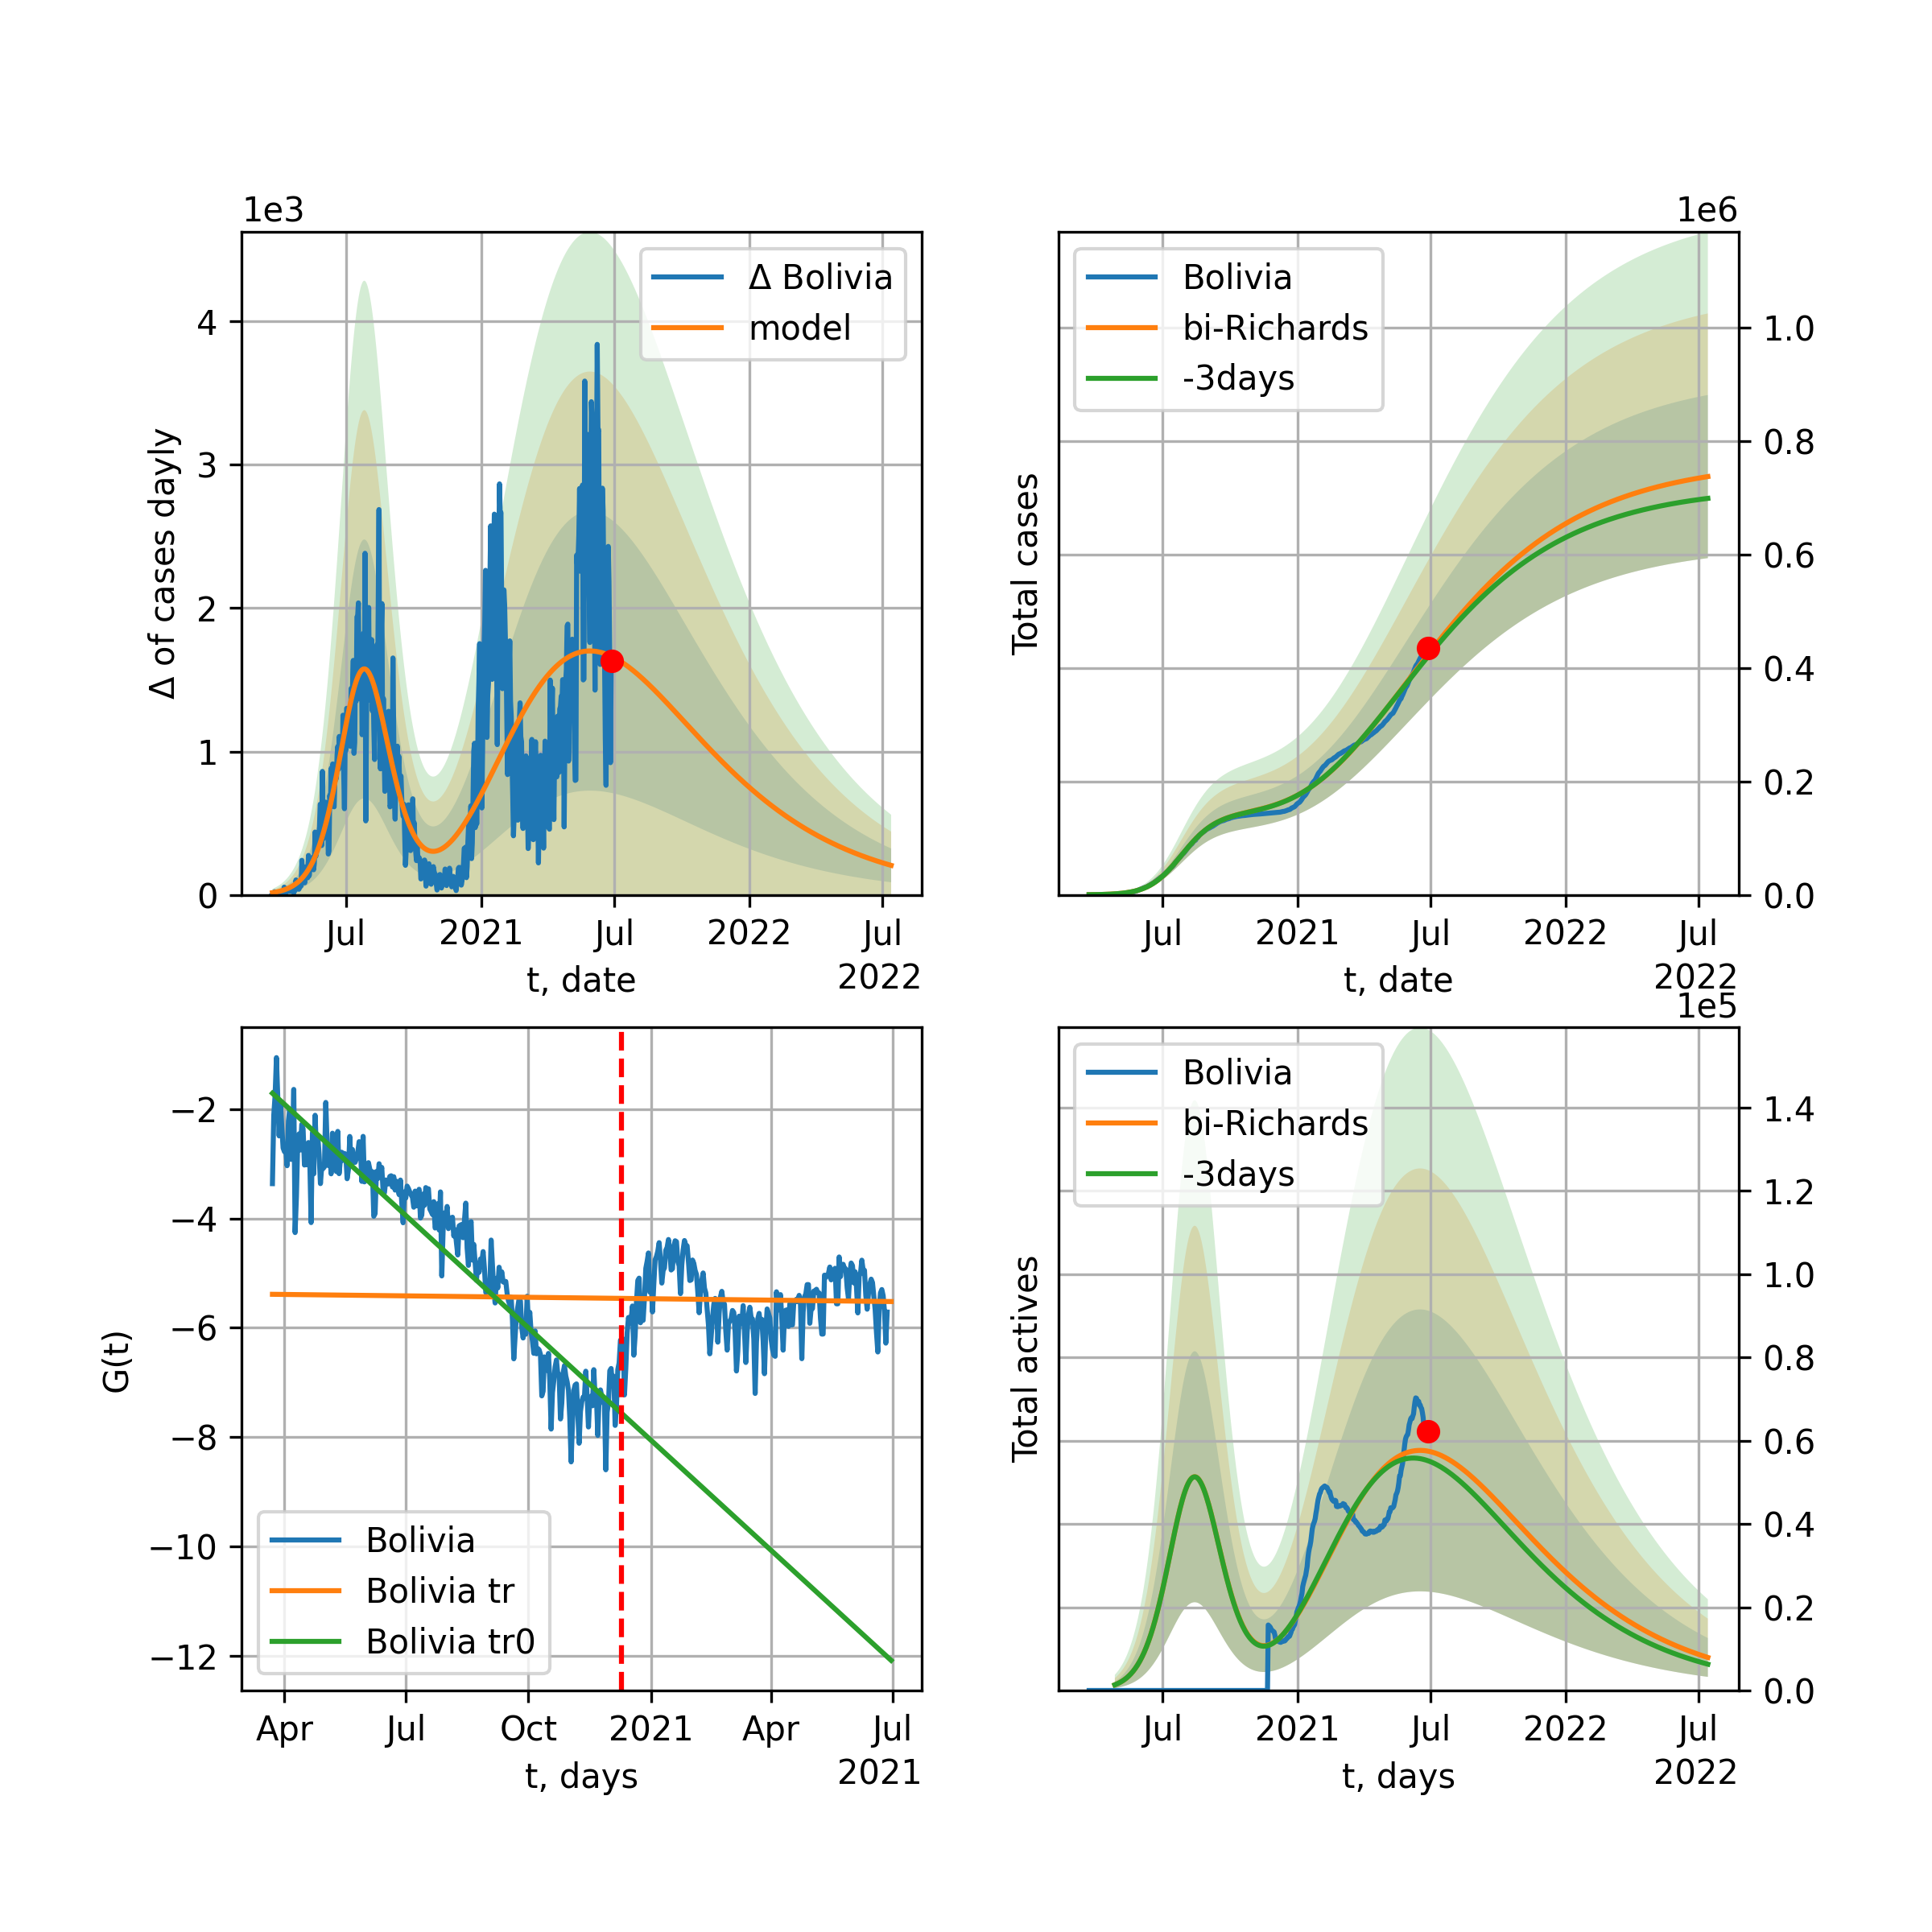 1e3
Δ of cases dayly
4
3
2
1
0
Δ Bolivia
model
Jul
2021
Jul
2022
Jul
2022
t, date
1e6
Total cases
Bolivia
bi-Richards
-3days
1.0
0.8
0.6
0.4
0.2
0.0
Jul
2021
Jul
2022
Jul
2022
t, date
G(t)
−2
−4
−6
−8
−10
−12
Bolivia
Bolivia tr
Bolivia tr0
Apr
Jul
Oct
2021
Apr
Jul
2021
t, days
1e5
Total actives
Bolivia
bi-Richards
-3days
1.4
1.2
1.0
0.8
0.6
0.4
0.2
0.0
Jul
2021
Jul
2022
Jul
2022
t, days